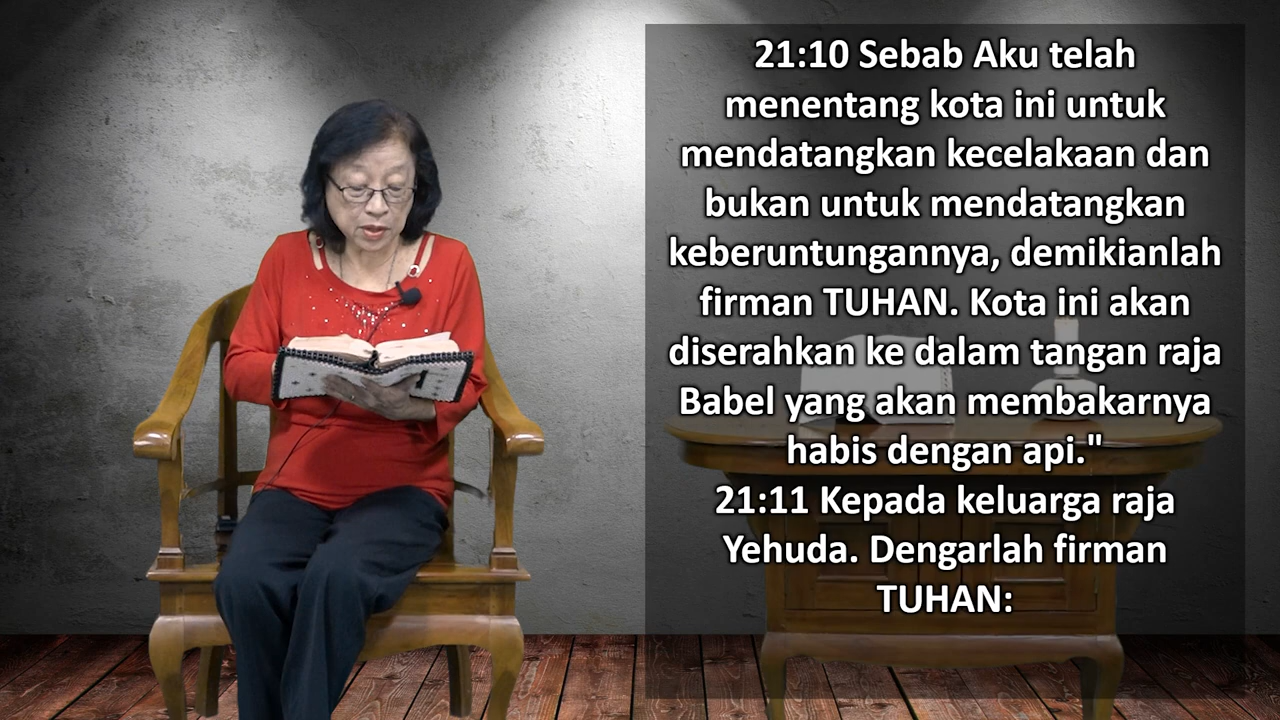 21:10 Sebab Aku telah
menentang kota ini untuk
mendatangkan kecelakaan dan
bukan untuk mendatangkan
keberuntungannya, demikianlah
firman TUHAN. Kota ini akan
diserahkan ke dalam tangan raja
Babel yang akan membakarnya
habis dengan api."
21:11 Kepada keluarga raja
Yehuda. Dengarlah firman
TUHAN: